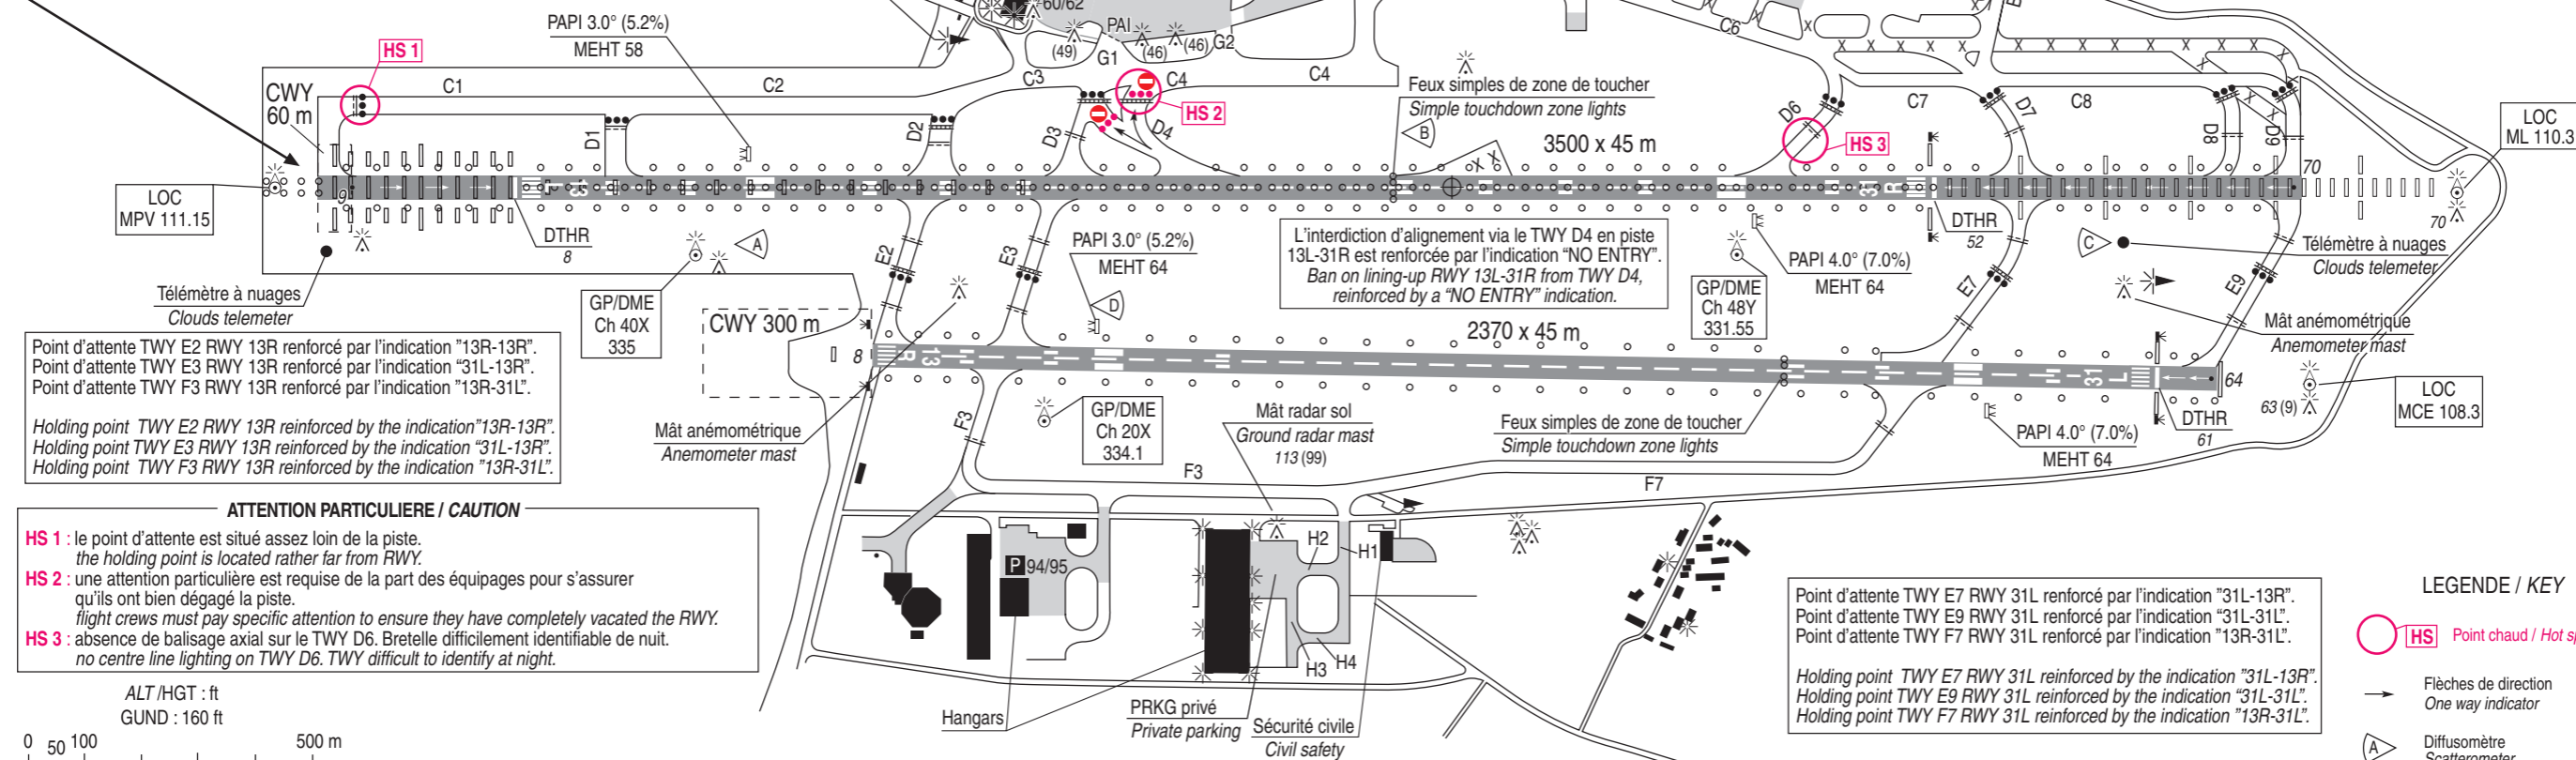 60/62
PAPI 3.0° (5.2%)
MEHT 58
PAI
(49)
(46)
(46)
G1
G2
C6
HS 1
CWY
60 m
C1
C2
C3
C4
C4
HS 2
Feux simples de zone de toucher
Simple touchdown zone lights
B
3500 x 45 m
D1
D2
D3
D4
D6
HS 3
C7
D7
C8
D8
D9
LOC
ML 110.3
LOC
MPV 111.15
9
13
L
31
R
70
70
DTHR
8
DTHR
52
A
E2
E3
PAPI 3.0° (5.2%)
MEHT 64
D
L'interdiction d'alignement via le TWY D4 en piste
13L-31R est renforcée par l'indication “NO ENTRY”.
Ban on lining-up RWY 13L-31R from TWY D4,
reinforced by a “NO ENTRY” indication.
GP/DME
Ch 48Y
331.55
PAPI 4.0° (7.0%)
MEHT 64
C
Télémètre à nuages
Clouds telemeter
E7
E9
Mât anémométrique
Anemometer mast
Télémètre à nuages
Clouds telemeter
GP/DME
Ch 40X
335
CWY 300 m
8
R
13
2370 x 45 m
31
L
64
63 (9)
DTHR
61
LOC
MCE 108.3
Point d'attente TWY E2 RWY 13R renforcé par l'indication ”13R-13R”.
Point d'attente TWY E3 RWY 13R renforcé par l'indication “31L-13R”.
Point d'attente TWY F3 RWY 13R renforcé par l'indication ”13R-31L”.
Holding point TWY E2 RWY 13R reinforced by the indication”13R-13R”.
Holding point TWY E3 RWY 13R reinforced by the indication “31L-13R”.
Holding point TWY F3 RWY 13R reinforced by the indication ”13R-31L”.
Mât anémométrique
Anemometer mast
F3
GP/DME
Ch 20X
334.1
Mât radar sol
Ground radar mast
113 (99)
Feux simples de zone de toucher
Simple touchdown zone lights
PAPI 4.0° (7.0%)
MEHT 64
F3
F7
ATTENTION PARTICULIERE / CAUTION
HS 1 : le point d'attente est situé assez loin de la piste.
the holding point is located rather far from RWY.
HS 2 : une attention particulière est requise de la part des équipages pour s'assurer
qu'ils ont bien dégagé la piste.
flight crews must pay specific attention to ensure they have completely vacated the RWY.
HS 3 : absence de balisage axial sur le TWY D6. Bretelle difficilement identifiable de nuit.
no centre line lighting on TWY D6. TWY difficult to identify at night.
P 94/95
H2
H1
H3
H4
Hangars
PRKG privé
Private parking
Sécurité civile
Civil safety
Point d'attente TWY E7 RWY 31L renforcé par l'indication ”31L-13R”.
Point d'attente TWY E9 RWY 31L renforcé par l'indication “31L-31L”.
Point d'attente TWY F7 RWY 31L renforcé par l'indication ”13R-31L”.
Holding point TWY E7 RWY 31L reinforced by the indication ”31L-13R”.
Holding point TWY E9 RWY 31L reinforced by the indication “31L-31L”.
Holding point TWY F7 RWY 31L reinforced by the indication ”13R-31L”.
LEGENDE / KEY
HS Point chaud / Hot
Flèches de direction
One way indicator
A
Diffusomètre
Scatterometer
ALT /HGT : ft
GUND : 160 ft
0 50 100 500 m